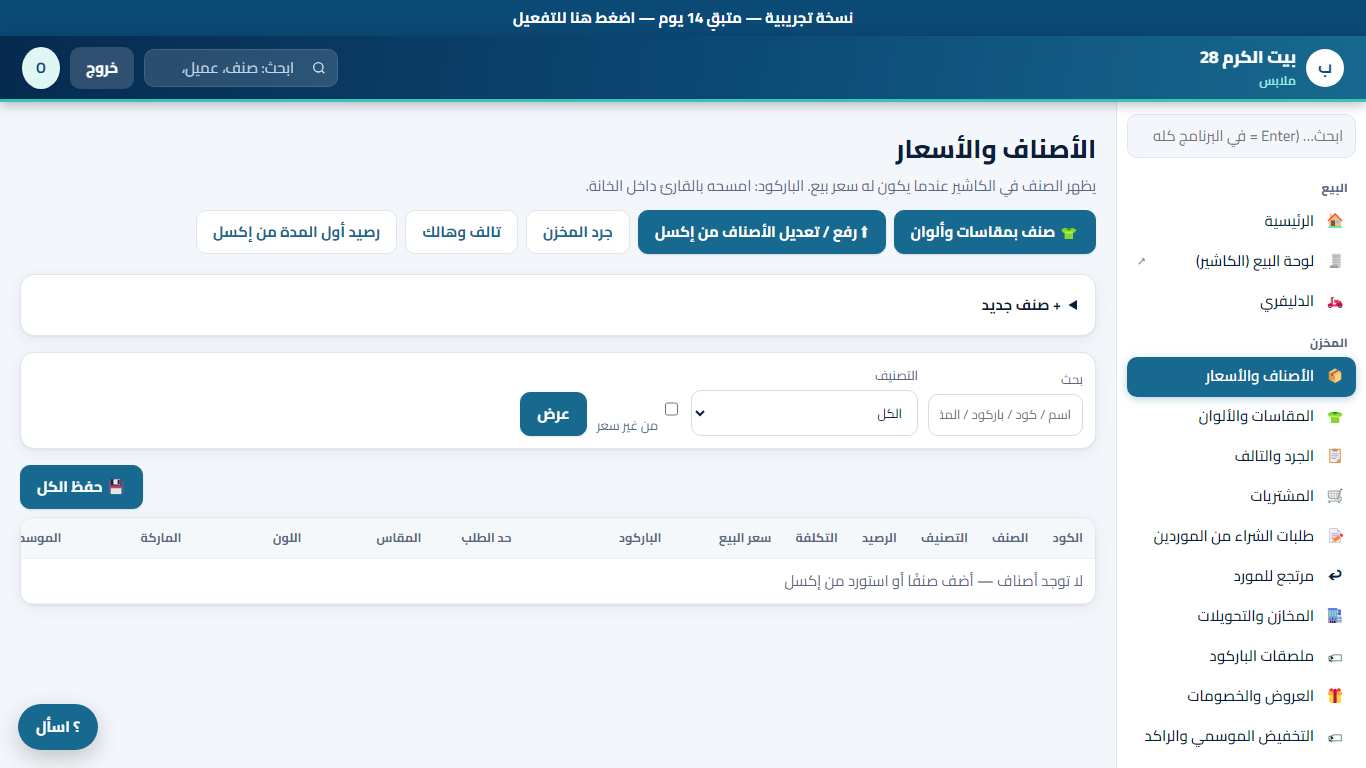 نسخة تجريبية — متبقٍ 14 يوم — اضغط هنا للتفعيل
ب
بيت الكرم 28
ملابس
ابحث: صنف، عميل،
خروج
O
ابحث... (Enter = في البرنامج كله
البيع
الرئيسية
لوحة البيع (الكاشير)
الدليفري
المخزن
الأصناف والأسعار
المقاسات والألوان
الجرد والتالف
المشتريات
طلبات الشراء من الموردين
مرتجع للمورد
المخازن والتحويلات
ملصقات الباركود
العروض والخصومات
التخفيض الموسمي والراكد
الأصناف والأسعار
يظهر الصنف في الكاشير عندما يكون له سعر بيع. الباركود: امسحه بالقارئ داخل الخانة.
صنف بمقاسات وألوان
⬆ رفع / تعديل الأصناف من إكسل
جرد المخزن
تالف وهالك
رصيد أول المدة من إكسل
+ صنف جديد
بحث
اسم / كود / باركود / المذ
التصنيف
الكل
من غير سعر
عرض
حفظ الكل
الكود الصنف التصنيف الرصيد التكلفة سعر البيع الباركود حد الطلب المقاس اللون الماركة الموسم
لا توجد أصناف — أضف صنفًا أو استورد من إكسل
؟ اسأل